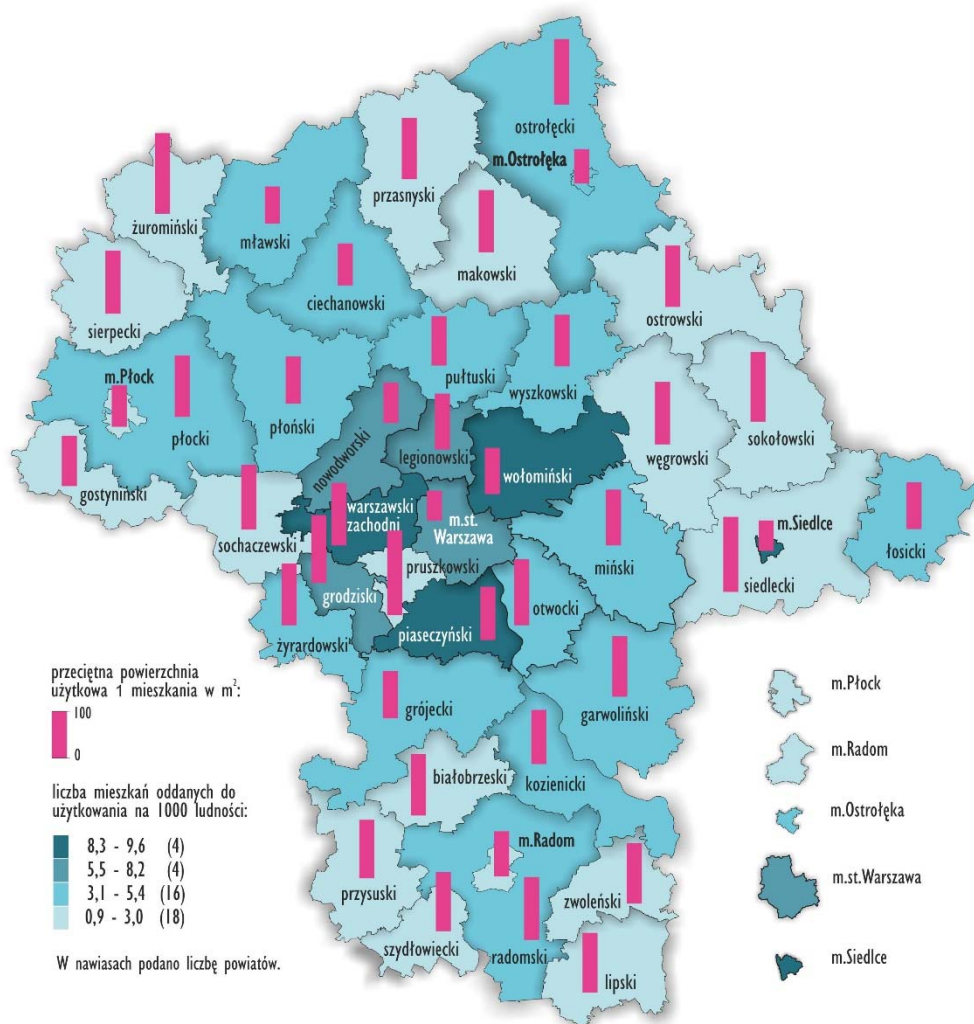 ostrołęcki
m.Ostrołęka
przasnyski
żuromiński
mławski
makowski
ciechanowski
sierpecki
ostrowski
m.Płock
płocki
płoński
pułtuski
wyszkowski
sokołowski
węgrowski
nowodworski
legionowski
wołomiński
gostyniński
sochaczewski
warszawski
zachodni
m.st.
Warszawa
m.Siedlce
siedlecki
łosicki
pruszkowski
miński
grodziski
otwocki
żyrardowski
piaseczyński
garwoliński
grójecki
kozienicki
białobrzeski
przysuski
m.Radom
zwoleński
szydłowiecki
radomski
lipski
przeciętna powierzchnia
użytkowa 1 mieszkania w m²:
100
0
liczba mieszkań oddanych do
użytkowania na 1000 ludności:
8,3 - 9,6 (4)
5,5 - 8,2 (4)
3,1 - 5,4 (16)
0,9 - 3,0 (18)
W nawiasach podano liczbę powiatów.
m.Płock
m.Radom
m.Ostrołęka
m.st.Warszawa
m.Siedlce